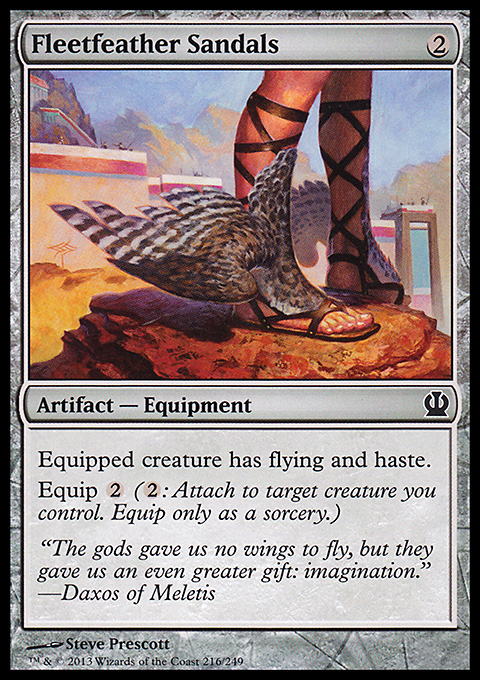 Fleetfeather Sandals 2
Artifact — Equipment
Equipped creature has flying and haste.
Equip 2 (2: Attach to target creature you
control. Equip only as a sorcery.)
“The gods gave us no wings to fly, but they
gave us an even greater gift: imagination.”
—Daxos of Meletis
Steve Prescott
™ & © 2013 Wizards of the Coast 216/249